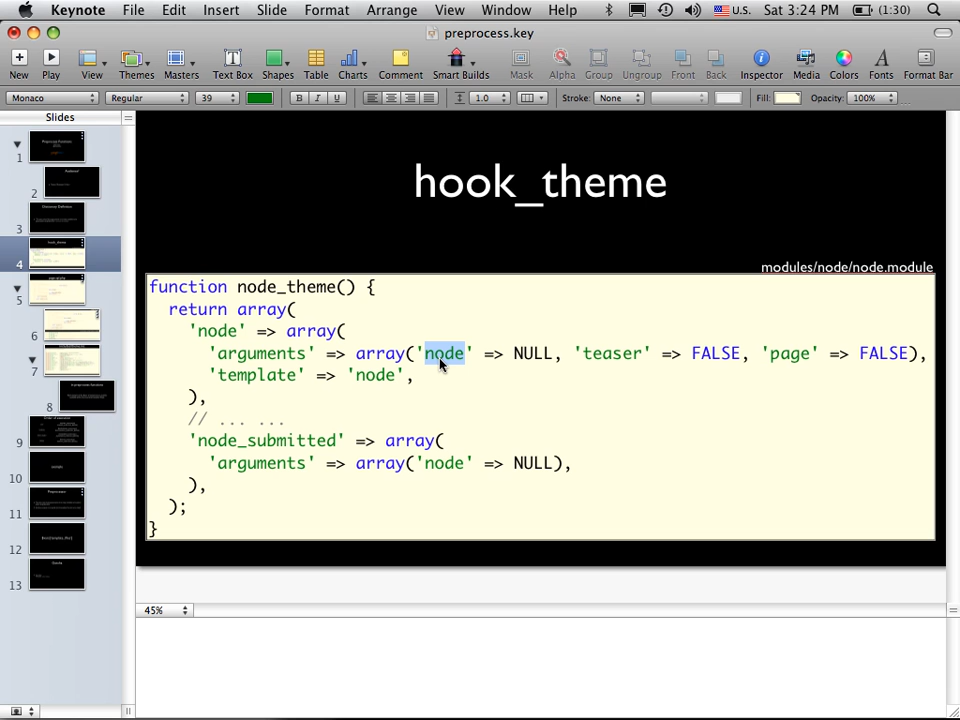 Keynote File Edit Insert Slide Format Arrange View Window Help U.S. Sat 3:24 PM (1:30)
preprocess.key
New Play View Themes Masters Text Box Shapes Table Charts Comment Smart Builds Mask Alpha Group Ungroup Front Back Inspector Media Colors Fonts Format Bar
Monaco Regular 39 B I U 1.0 Stroke: None Fill: Opacity: 100%
Slides
1
2
3
4
5
6
7
8
9
10
11
12
13
hook_theme
modules/node/node.module
function node_theme() {
return array(
'node' => array(
'arguments' => array('node' => NULL, 'teaser' => FALSE, 'page' => FALSE),
'template' => 'node',
),
// ... ...
'node_submitted' => array(
'arguments' => array('node' => NULL),
),
);
}
45%